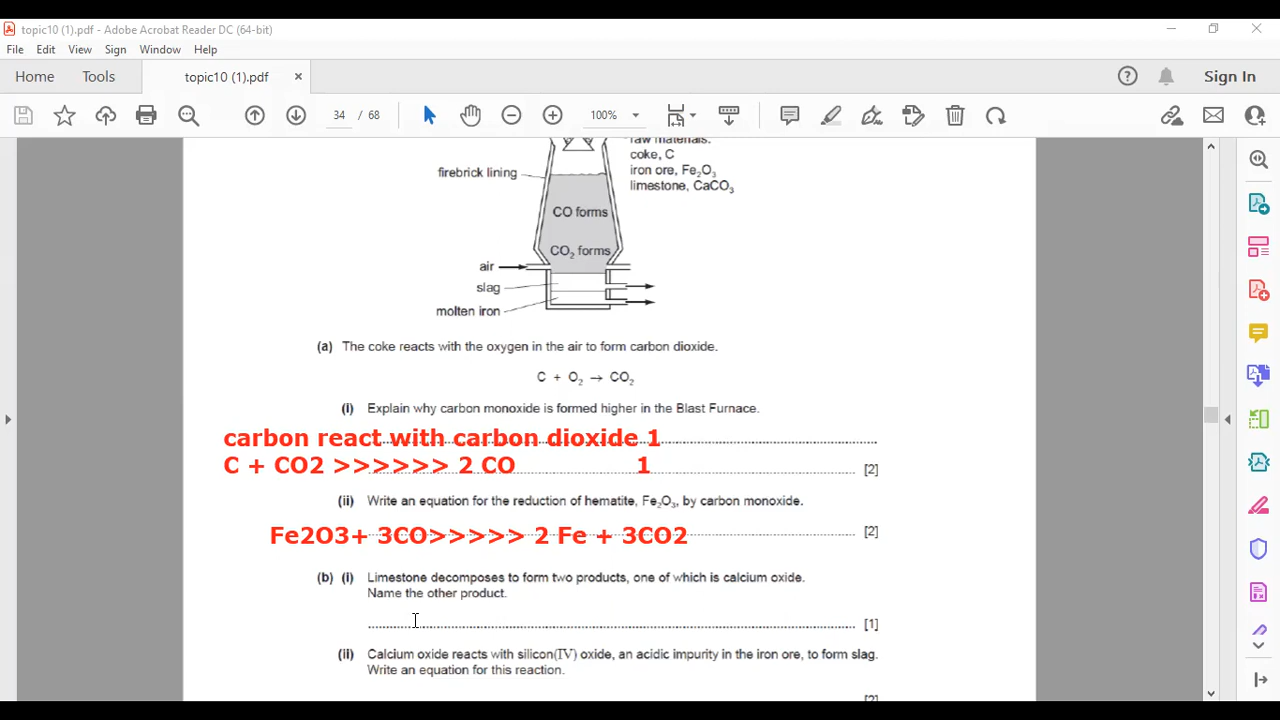 topic10 (1).pdf - Adobe Acrobat Reader DC (64-bit)
File Edit View Sign Window Help
Home Tools topic10 (1).pdf × Sign In
34 / 68 100%
raw materials:
coke, C
iron ore, Fe₂O₃
limestone, CaCO₃
firebrick lining
CO forms
CO₂ forms
air
slag
molten iron
(a) The coke reacts with the oxygen in the air to form carbon dioxide.
C + O₂ → CO₂
(i) Explain why carbon monoxide is formed higher in the Blast Furnace.
carbon react with carbon dioxide 1
C + CO2 >>>>>> 2 CO 1 [2]
(ii) Write an equation for the reduction of hematite, Fe₂O₃, by carbon monoxide.
Fe2O3+ 3CO>>>>> 2 Fe + 3CO2 [2]
(b) (i) Limestone decomposes to form two products, one of which is calcium oxide.
Name the other product.
[1]
(ii) Calcium oxide reacts with silicon(IV) oxide, an acidic impurity in the iron ore, to form slag.
Write an equation for this reaction.
[2]